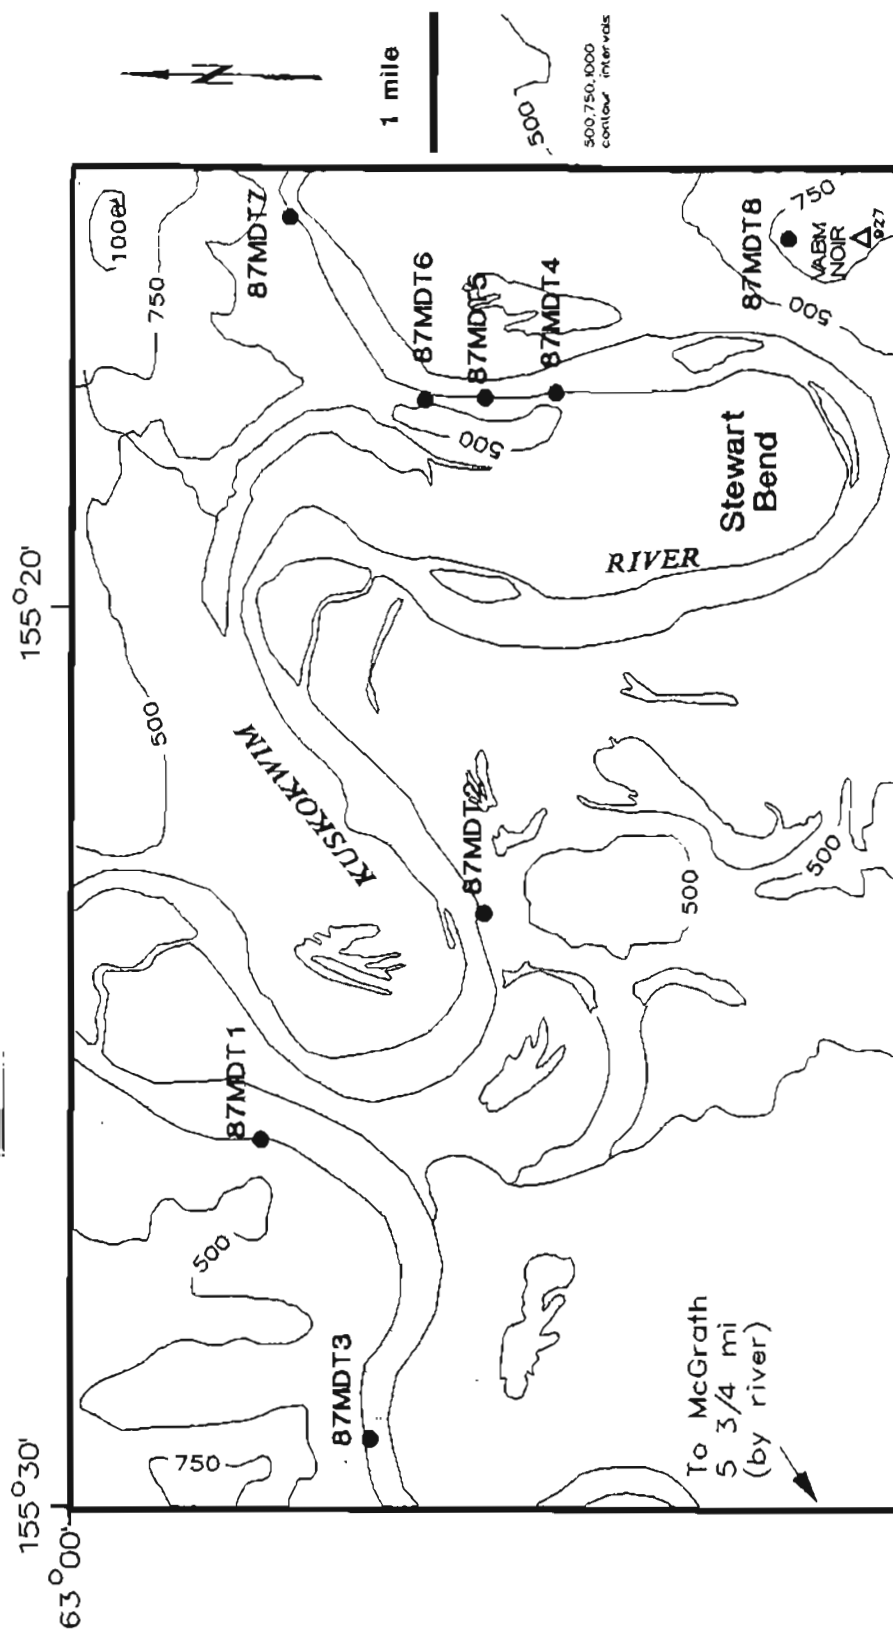 155°30'
155°20'
63°00'
N
1 mile
500
500,750,1000
contour intervals
1000
750
87MDT7
87MDT6
87MDT5
87MDT4
87MDT8
750
VABM
NOIR
927
500
500
Stewart
Bend
RIVER
KUSKOKWIM
500
87MDT2
500
500
87MDT1
500
87MDT3
750
To McGrath
5 3/4 mi
(by river)